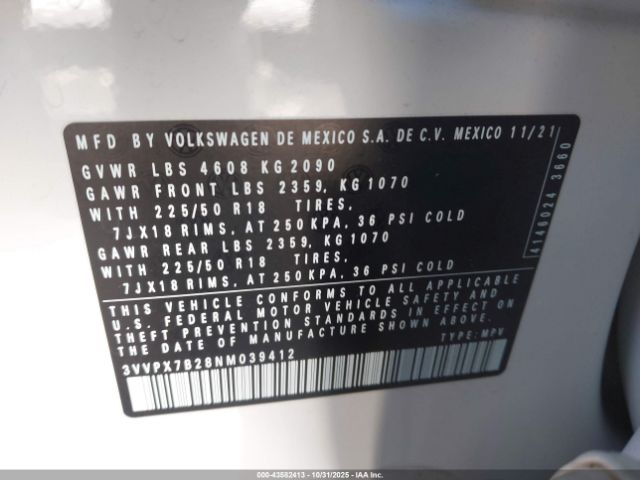 MFD BY VOLKSWAGEN DE MEXICO S.A. DE C.V. MEXICO 11/21
GVWR LBS 4608 KG 2090
GAWR FRONT LBS 2359, KG 1070
WITH 225/50 R18 TIRES,
7JX18 RIMS, AT 250 KPA, 36 PSI COLD
GAWR REAR LBS 2359, KG 1070
WITH 225/50 R18 TIRES,
7JX18 RIMS, AT 250 KPA, 36 PSI COLD
THIS VEHICLE CONFORMS TO ALL APPLICABLE
U.S. FEDERAL MOTOR VEHICLE SAFETY AND
THEFT PREVENTION STANDARDS IN EFFECT ON
THE DATE OF MANUFACTURE SHOWN ABOVE.
3VVPX7B28NM039412 TYPE: MPV
4146024 3660
000-43582413 - 10/31/2025 - IAA Inc.